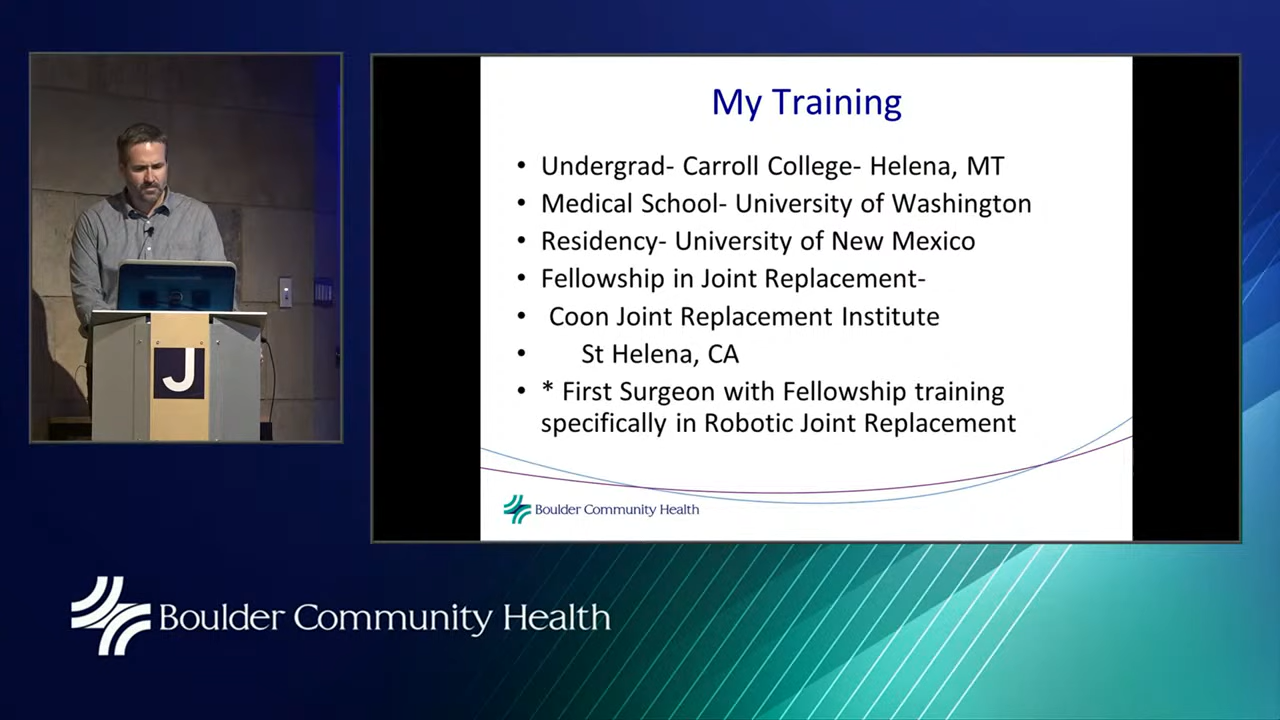 My Training
• Undergrad- Carroll College- Helena, MT
• Medical School- University of Washington
• Residency- University of New Mexico
• Fellowship in Joint Replacement-
• Coon Joint Replacement Institute
• St Helena, CA
• * First Surgeon with Fellowship training
specifically in Robotic Joint Replacement
Boulder Community Health
J
Boulder Community Health